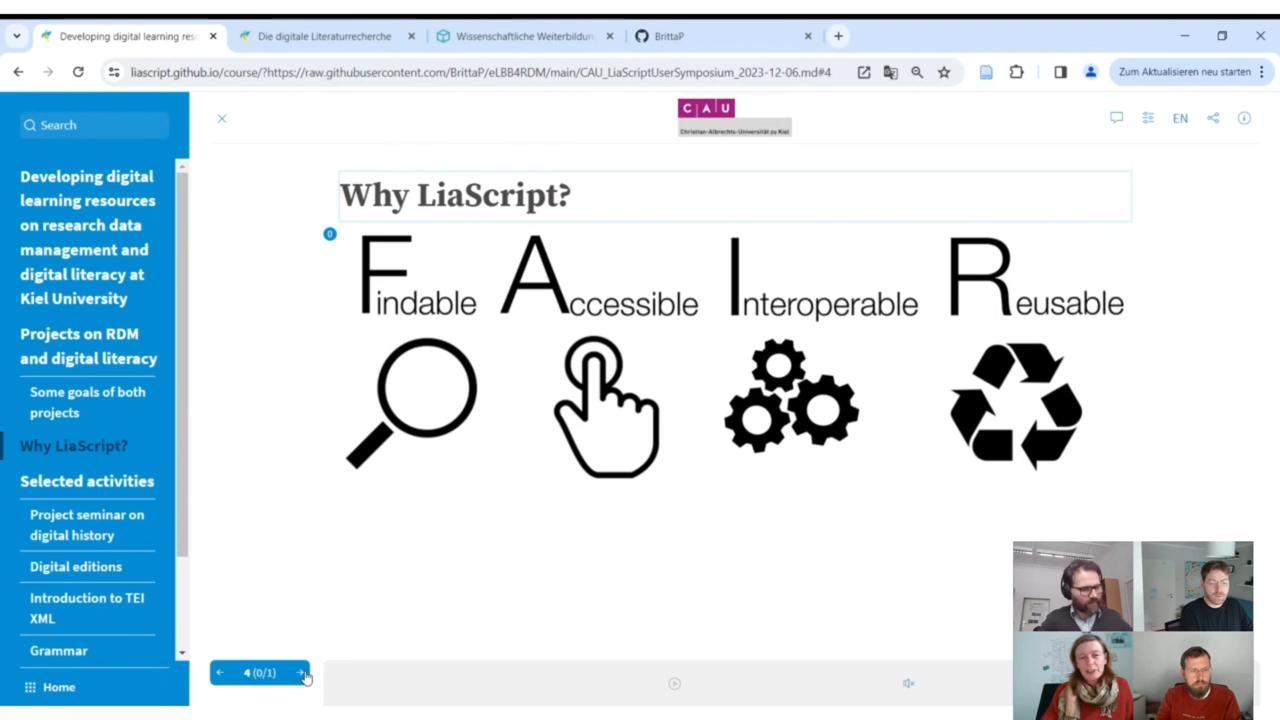 Developing digital learning res
Die digitale Literaturrecherche
Wissenschaftliche Weiterbildun
BrittaP
liascript.github.io/course/?https://raw.githubusercontent.com/BrittaP/eLBB4RDM/main/CAU_LiaScriptUserSymposium_2023-12-06.md#4
Zum Aktualisieren neu starten
Search
C|A|U
Christian-Albrechts-Universität zu Kiel
EN
Developing digital
learning resources
on research data
management and
digital literacy at
Kiel University
Projects on RDM
and digital literacy
Some goals of both
projects
Why LiaScript?
Selected activities
Project seminar on
digital history
Digital editions
Introduction to TEI
XML
Grammar
Home
Why LiaScript?
0
Findable Accessible Interoperable Reusable
4 (0/1)